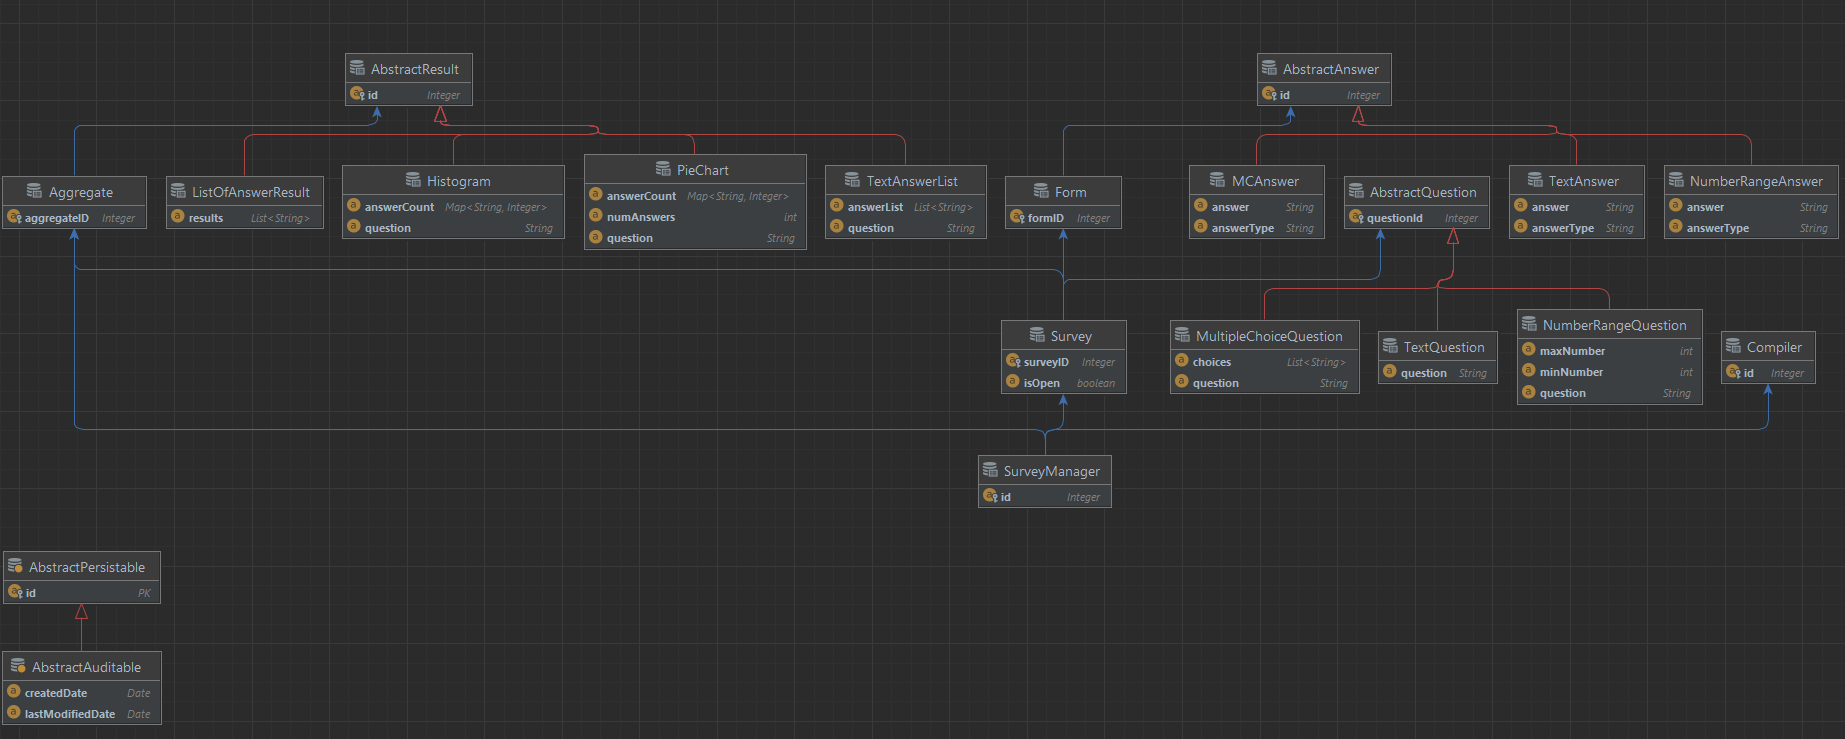 AbstractResult
id Integer
AbstractAnswer
id Integer
Aggregate
aggregateID Integer
ListOfAnswerResult
results List<String>
Histogram
answerCount Map<String, Integer>
question String
PieChart
answerCount Map<String, Integer>
numAnswers int
question String
TextAnswerList
answerList List<String>
question String
Form
formID Integer
MCAnswer
answer String
answerType String
AbstractQuestion
questionId Integer
TextAnswer
answer String
answerType String
NumberRangeAnswer
answer String
answerType String
Survey
surveyID Integer
isOpen boolean
MultipleChoiceQuestion
choices List<String>
question String
TextQuestion
question String
NumberRangeQuestion
maxNumber int
minNumber int
question String
Compiler
id Integer
SurveyManager
id Integer
AbstractPersistable
id PK
AbstractAuditable
createdDate Date
lastModifiedDate Date